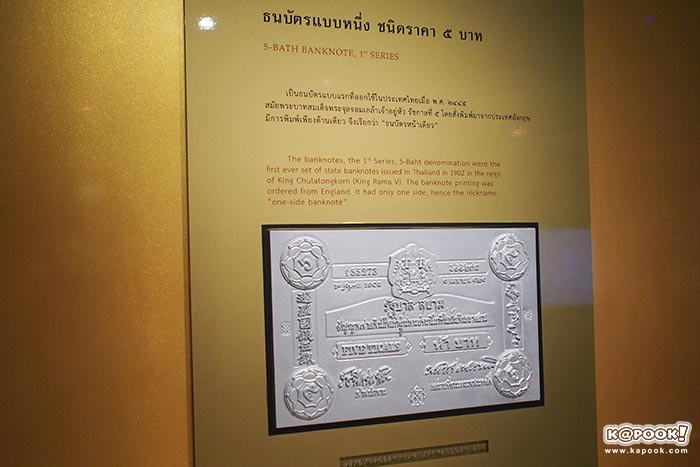 ธนบัตรแบบหนึ่ง ชนิดราคา ๕ บาท
5-BATH BANKNOTE, 1st SERIES
เป็นธนบัตรแบบแรกที่ออกใช้ในประเทศไทยเมื่อ พ.ศ. ๒๔๔๕
สมัยพระบาทสมเด็จพระจุลจอมเกล้าเจ้าอยู่หัว รัชกาลที่ ๕ โดยสั่งพิมพ์มาจากประเทศอังกฤษ
มีการพิมพ์เพียงด้านเดียว จึงเรียกว่า "ธนบัตรหน้าเดียว"
The banknotes, the 1st Series, 5-Baht denomination were the
first ever set of state banknotes issued in Thailand in 1902 in the reign
of King Chulalongkorn (King Rama V). The banknote printing was
ordered from England. It had only one side, hence the nickname
"one-side banknote".
รัฐบาล สยาม
FIVE TICALS
ห้า บาท
K@POOK!
www.kapook.com